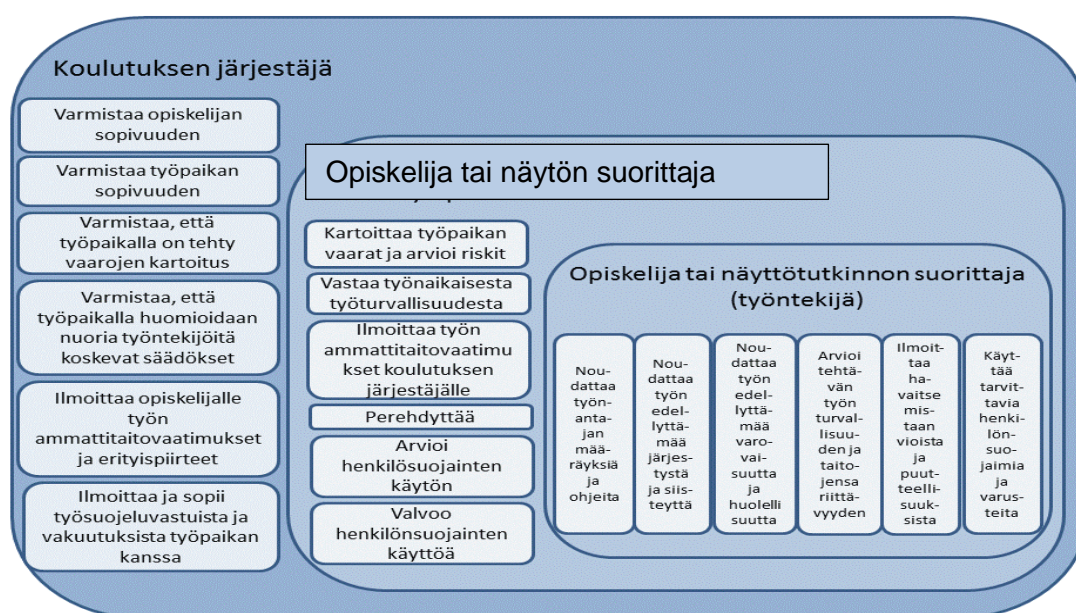 Koulutuksen järjestäjä
Varmistaa opiskelijan
sopivuuden
Varmistaa työpaikan
sopivuuden
Varmistaa, että
työpaikalla on tehty
vaarojen kartoitus
Varmistaa, että
työpaikalla huomioidaan
nuoria työntekijöitä
koskevat säädökset
Ilmoittaa opiskelijalle
työn
ammattitaitovaatimukset
ja erityispiirteet
Ilmoittaa ja sopii
työsuojeluvastuista ja
vakuutuksista työpaikan
kanssa
Opiskelija tai näytön suorittaja
Kartoittaa työpaikan
vaarat ja arvioi riskit
Vastaa työnaikaisesta
työturvallisuudesta
Ilmoittaa työn
ammattitaitovaatimu
kset koulutuksen
järjestäjälle
Perehdyttää
Arvioi
henkilösuojainten
käytön
Valvoo
henkilönsuojainten
käyttöä
Opiskelija tai näyttötutkinnon suorittaja
(työntekijä)
Nou-
dattaa
työn-
anta-
jan
mää-
räyksiä
ja
ohjeita
Nou-
dattaa
työn
edel-
lyttä-
mää
järjes-
tystä
ja siis-
teyttä
Nou-
dattaa
työn
edel-
lyttä-
mää
varo-
vai-
suutta
ja
huolelli
suutta
Arvioi
tehtä-
vän
työn
turval-
lisuu-
den ja
taito-
jensa
riittä-
vyyden
Ilmoit-
taa
ha-
vaitse
mis-
taan
vioista
ja
puut-
teelli-
suuk-
sista
Käyt-
tää
tarvit-
tavia
henki-
lön-
suo-
jaimia
ja
varus-
teita